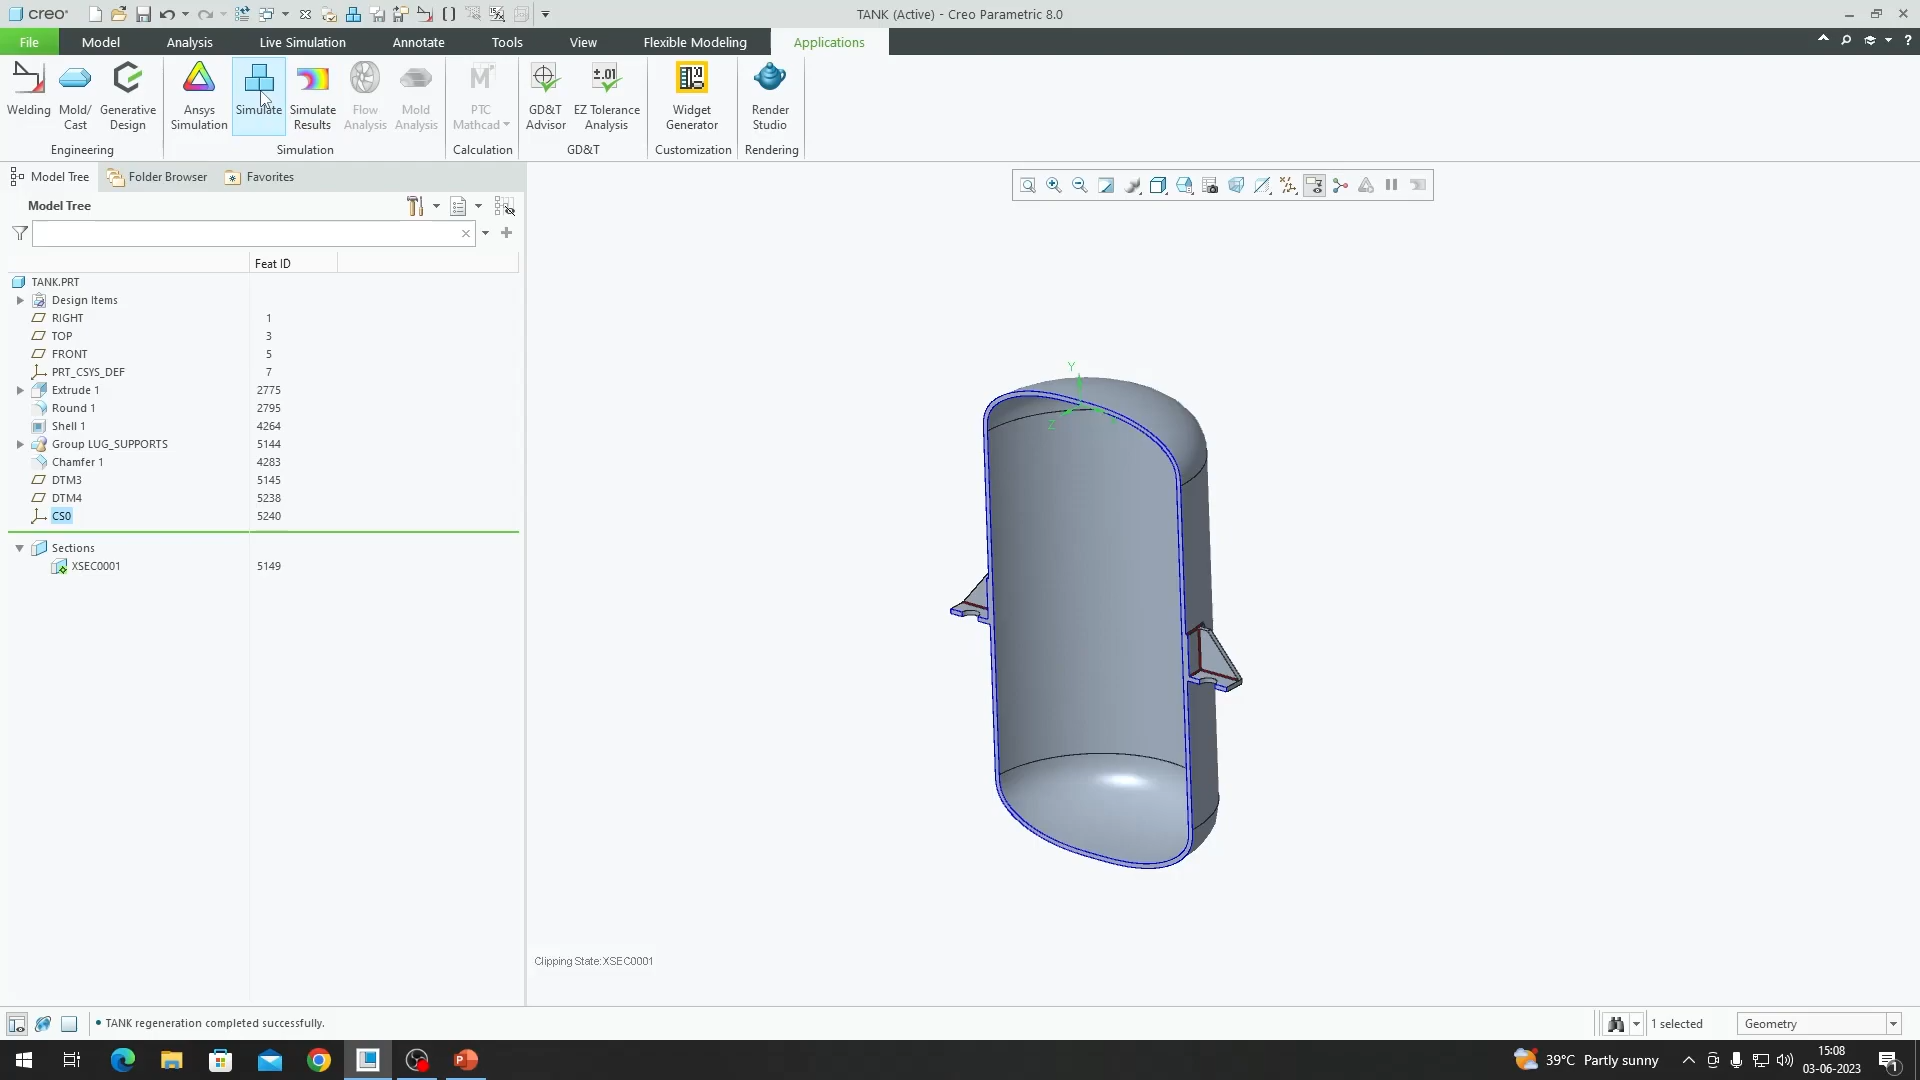 creo
TANK (Active) - Creo Parametric 8.0
File Model Analysis Live Simulation Annotate Tools View Flexible Modeling Applications
Welding
Mold/
Cast
Generative
Design
Engineering
Ansys
Simulation
Simulate
Simulate
Results
Flow
Analysis
Mold
Analysis
Simulation
PTC
Mathcad
Calculation
GD&T
Advisor
±.01
EZ Tolerance
Analysis
GD&T
Widget
Generator
Customization
Render
Studio
Rendering
Model Tree Folder Browser Favorites
Model Tree
Feat ID
TANK.PRT
Design Items
RIGHT 1
TOP 3
FRONT 5
PRT_CSYS_DEF 7
Extrude 1 2775
Round 1 2795
Shell 1 4264
Group LUG_SUPPORTS 5144
Chamfer 1 4283
DTM3 5145
DTM4 5238
CS0 5240
Sections
XSEC0001 5149
Y
Z
Clipping State:XSEC0001
• TANK regeneration completed successfully.
1 selected
Geometry
39°C Partly sunny
15:08
03-06-2023
1